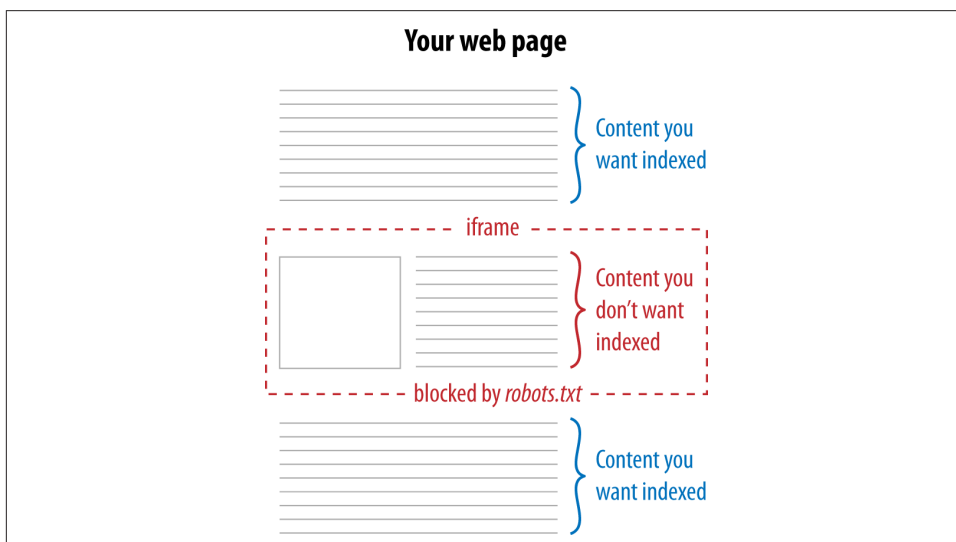 Your web page
Content you
want indexed
iframe
Content you
don’t want
indexed
blocked by robots.txt
Content you
want indexed